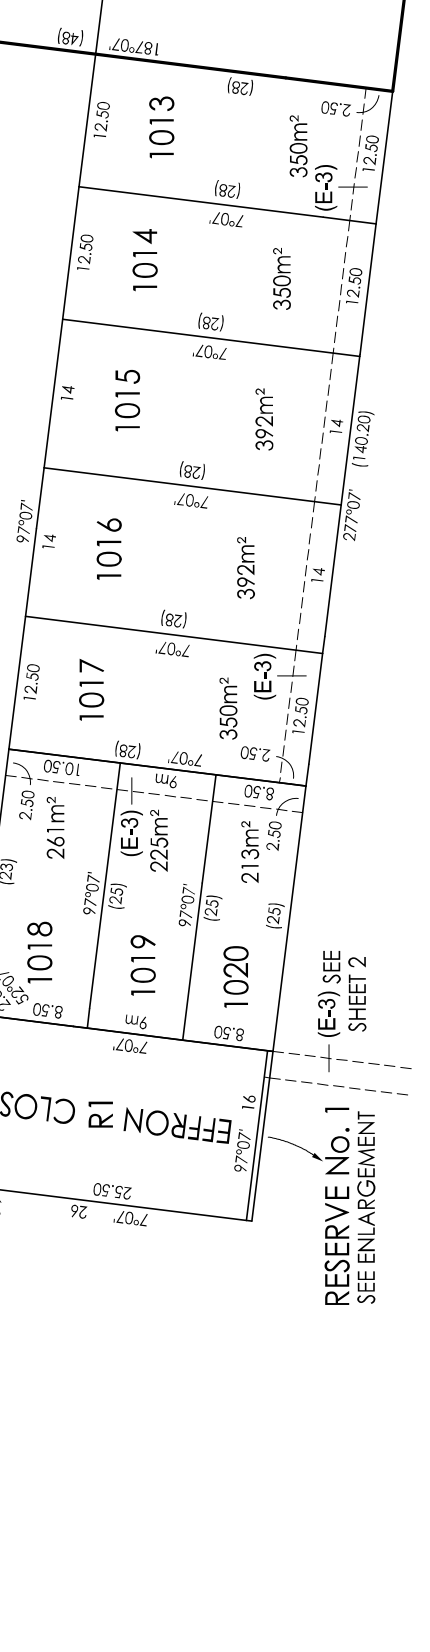 (48)
187°07'
12.50
1013
(28)
350m²
2.50
12.50
(E-3)
(28)
7°07'
12.50
1014
350m²
12.50
(28)
7°07'
14
1015
392m²
14
(140.20)
(28)
7°07'
97°07'
14
1016
392m²
14
277°07'
(28)
7°07'
12.50
1017
350m²
(E-3)
12.50
2.50
(28)
7°07'
10.50
9m
8.50
2.50
261m²
(E-3)
225m²
213m²
2.50
(23)
97°07'
(25)
97°07'
(25)
(25)
1018
1019
1020
8.50
9m
8.50
7°07'
(E-3) SEE
SHEET 2
EFFRON CLOS
R1
16
97°07'
25.50
26
7°07'
RESERVE No. 1
SEE ENLARGEMENT